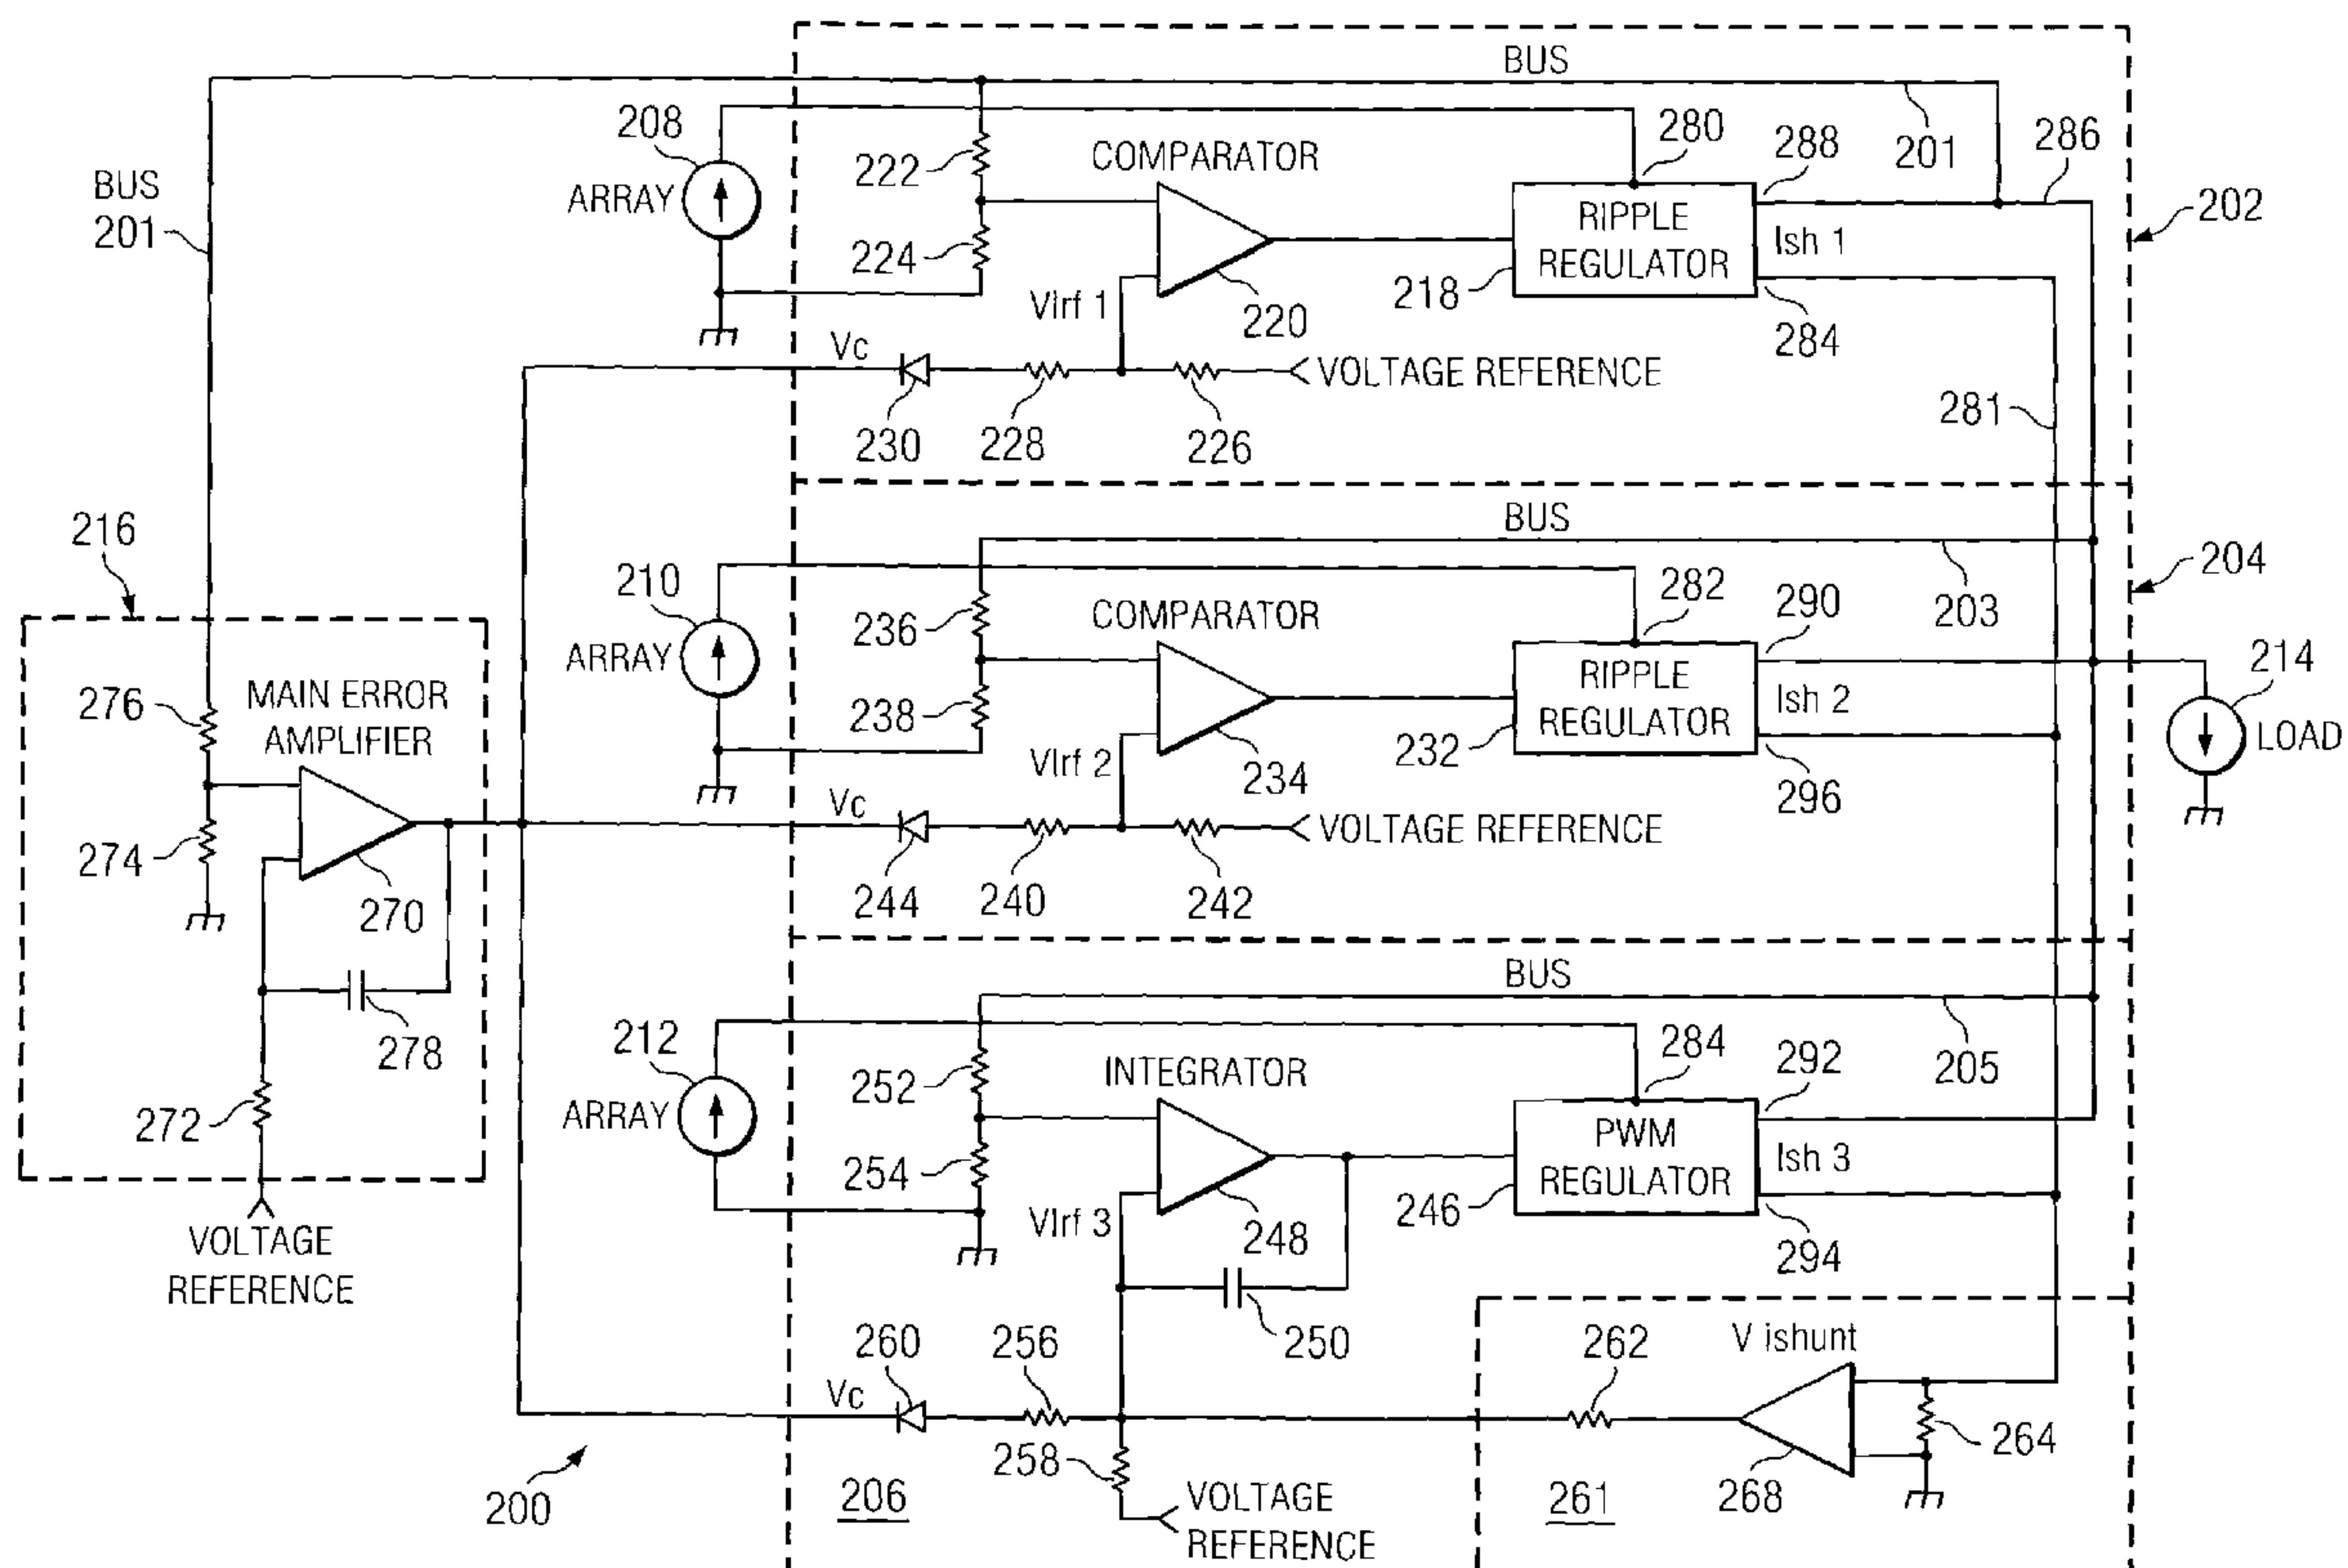 BUS
208
222
COMPARATOR
280
288
201
286
BUS
201
ARRAY
RIPPLE
REGULATOR
Ish 1
202
224
VIrf 1
220
218
284
Vc
VOLTAGE REFERENCE
281
230
228
226
216
BUS
210
236
COMPARATOR
282
290
203
204
ARRAY
RIPPLE
REGULATOR
Ish 2
214
LOAD
276
MAIN ERROR
AMPLIFIER
238
VIrf 2
234
232
296
Vc
VOLTAGE REFERENCE
274
270
244
240
242
BUS
278
212
252
INTEGRATOR
284
292
205
272
ARRAY
PWM
REGULATOR
Ish 3
254
VIrf 3
248
246
294
VOLTAGE
REFERENCE
250
260
256
262
V ishunt
Vc
264
258
268
200
206
VOLTAGE
REFERENCE
261